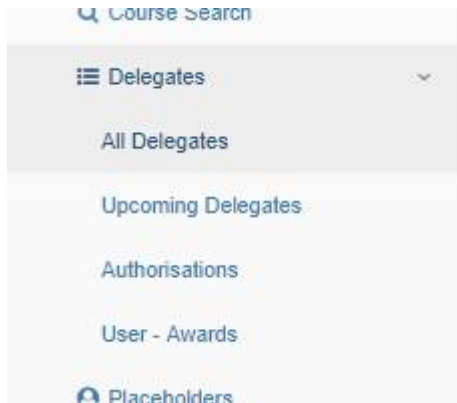 Course Search
Delegates
All Delegates
Upcoming Delegates
Authorisations
User - Awards
Placeholders